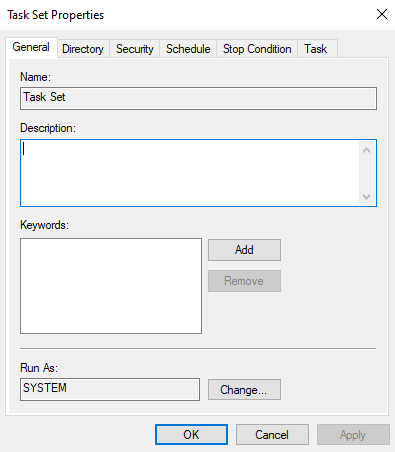 Task Set Properties
General Directory Security Schedule Stop Condition Task
Name:
Task Set
Description:
Keywords:
Add
Remove
Run As:
SYSTEM
Change...
OK Cancel Apply